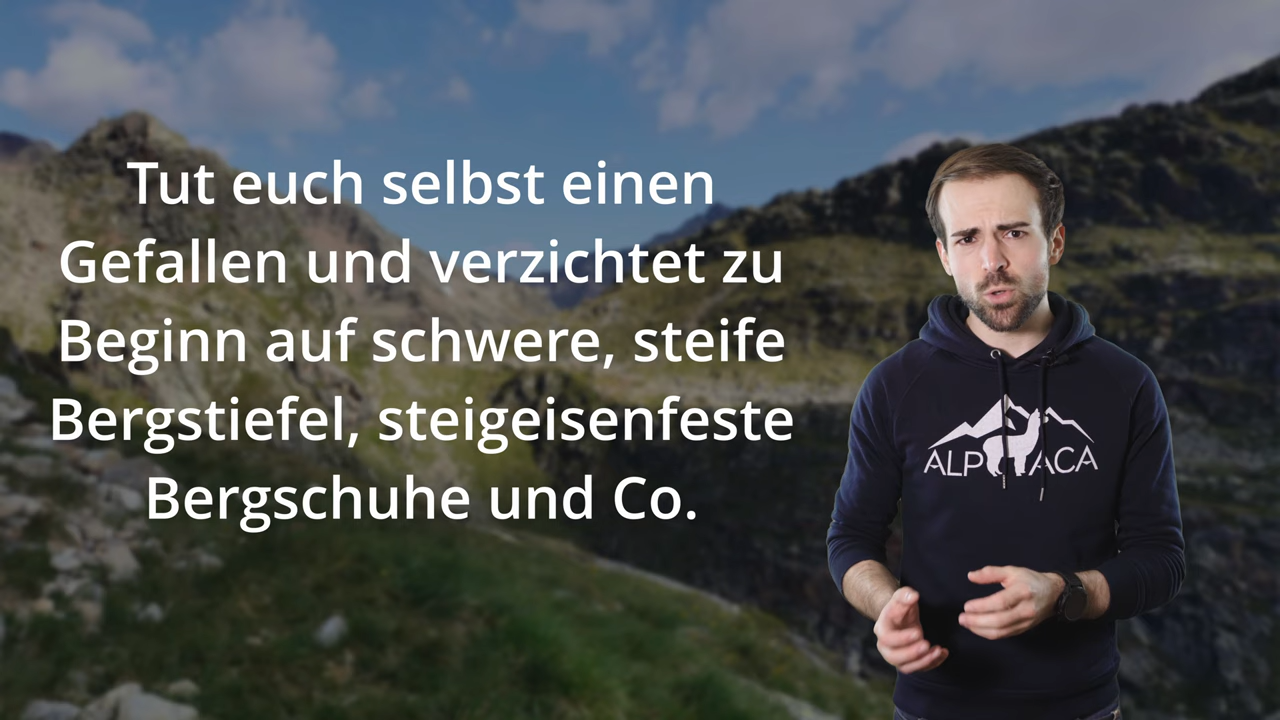 Tut euch selbst einen
Gefallen und verzichtet zu
Beginn auf schwere, steife
Bergstiefel, steigeisenfeste
Bergschuhe und Co.
ALPACA